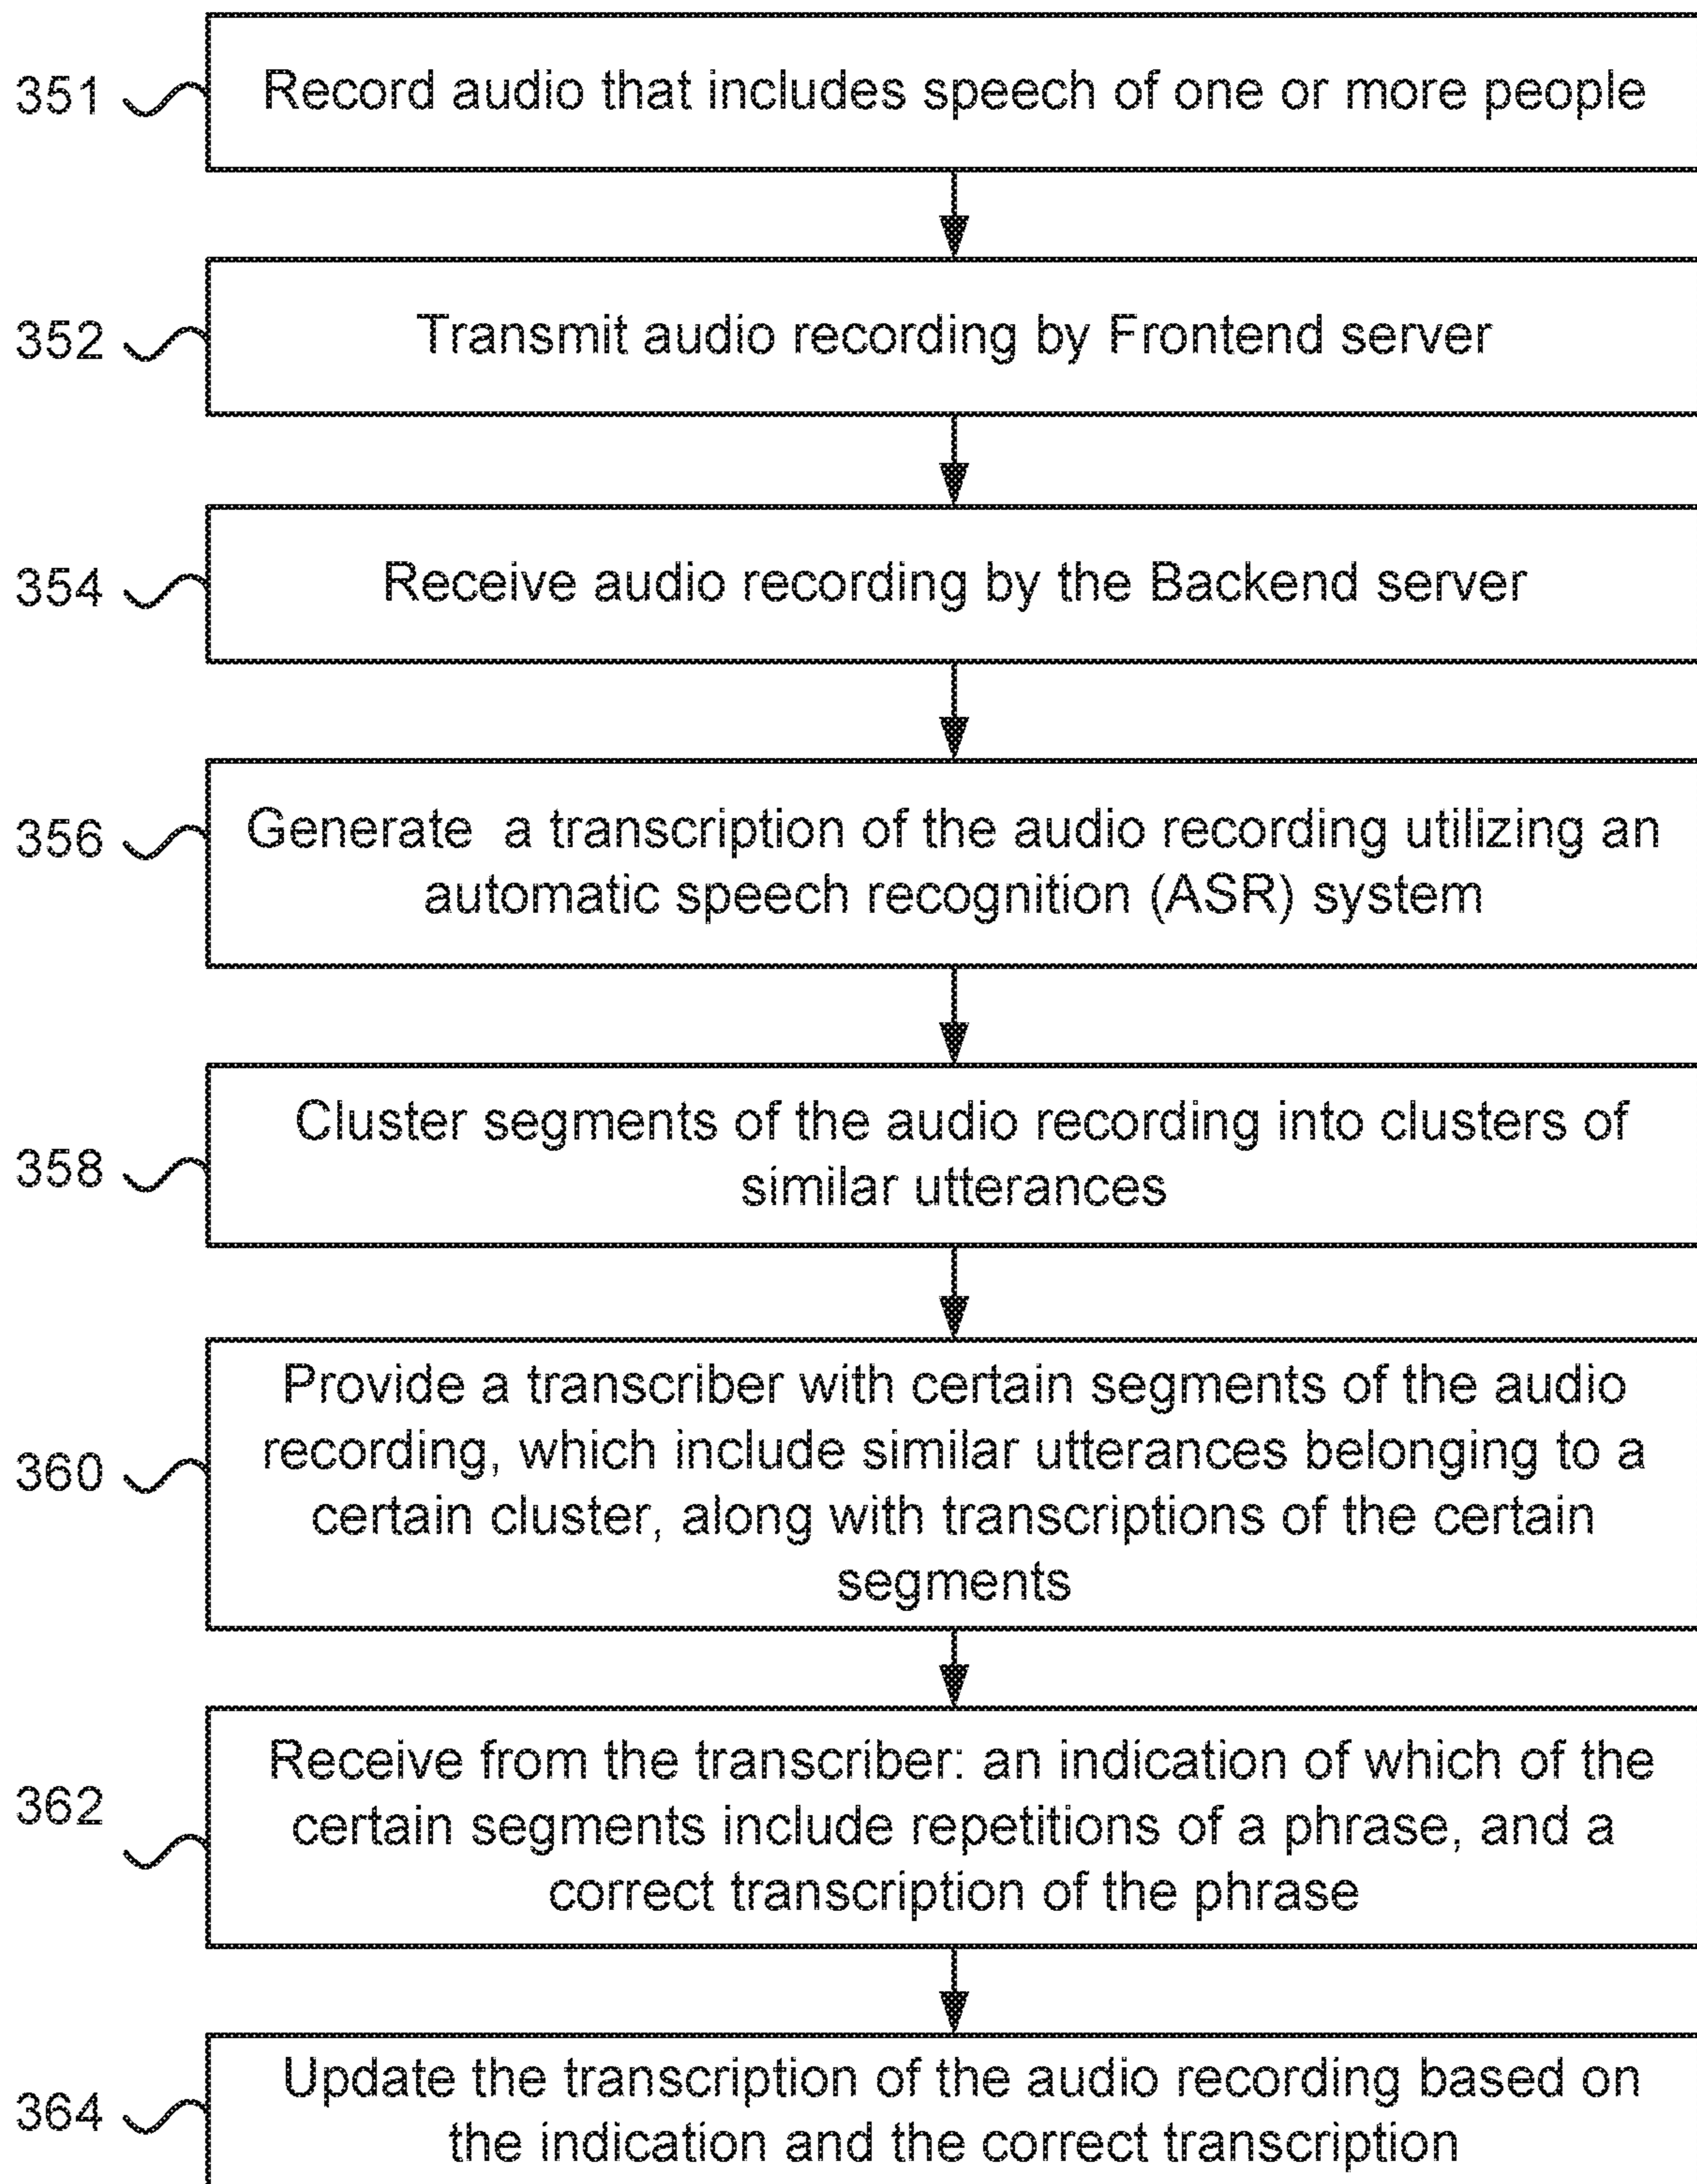 351
Record audio that includes speech of one or more people
352
Transmit audio recording by Frontend server
354
Receive audio recording by the Backend server
356
Generate a transcription of the audio recording utilizing an
automatic speech recognition (ASR) system
358
Cluster segments of the audio recording into clusters of
similar utterances
360
Provide a transcriber with certain segments of the audio
recording, which include similar utterances belonging to a
certain cluster, along with transcriptions of the certain
segments
362
Receive from the transcriber: an indication of which of the
certain segments include repetitions of a phrase, and a
correct transcription of the phrase
364
Update the transcription of the audio recording based on
the indication and the correct transcription